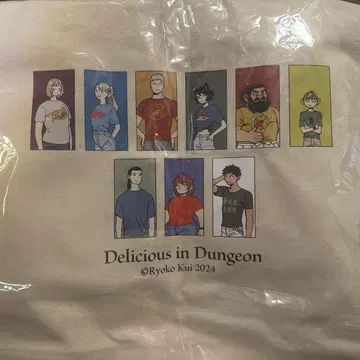 Delicious in Dungeon
©Ryoko Kui 2024